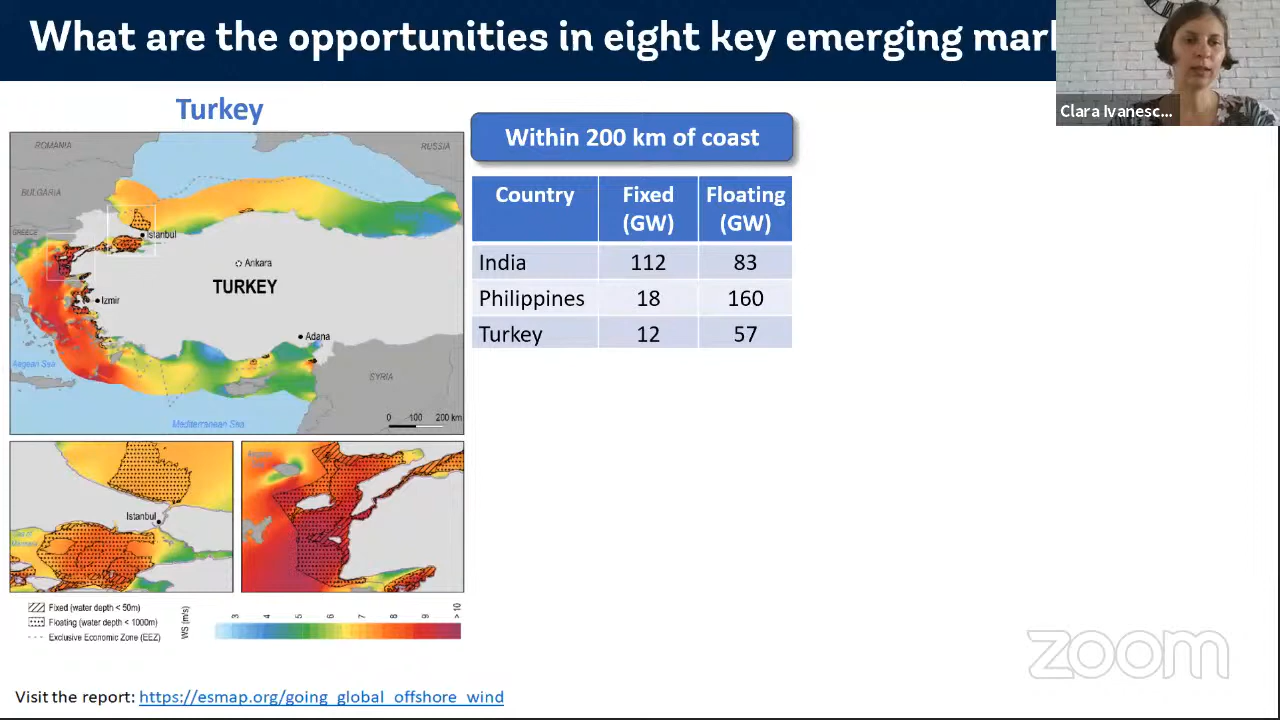 What are the opportunities in eight key emerging mar
Clara Ivanesc...
Turkey
ROMANIA
RUSSIA
BULGARIA
GREECE
Istanbul
Ankara
TURKEY
Izmir
Adana
Aegean Sea
SYRIA
0 100 200 km
Mediterranean Sea
Istanbul
Fixed (water depth < 50m)
Floating (water depth < 1000m)
Exclusive Economic Zone (EEZ)
WS (m/s)
3 4 5 6 7 8 9 > 10
Within 200 km of coast
Country Fixed (GW) Floating (GW)
India 112 83
Philippines 18 160
Turkey 12 57
zoom
Visit the report: https://esmap.org/going_global_offshore_wind